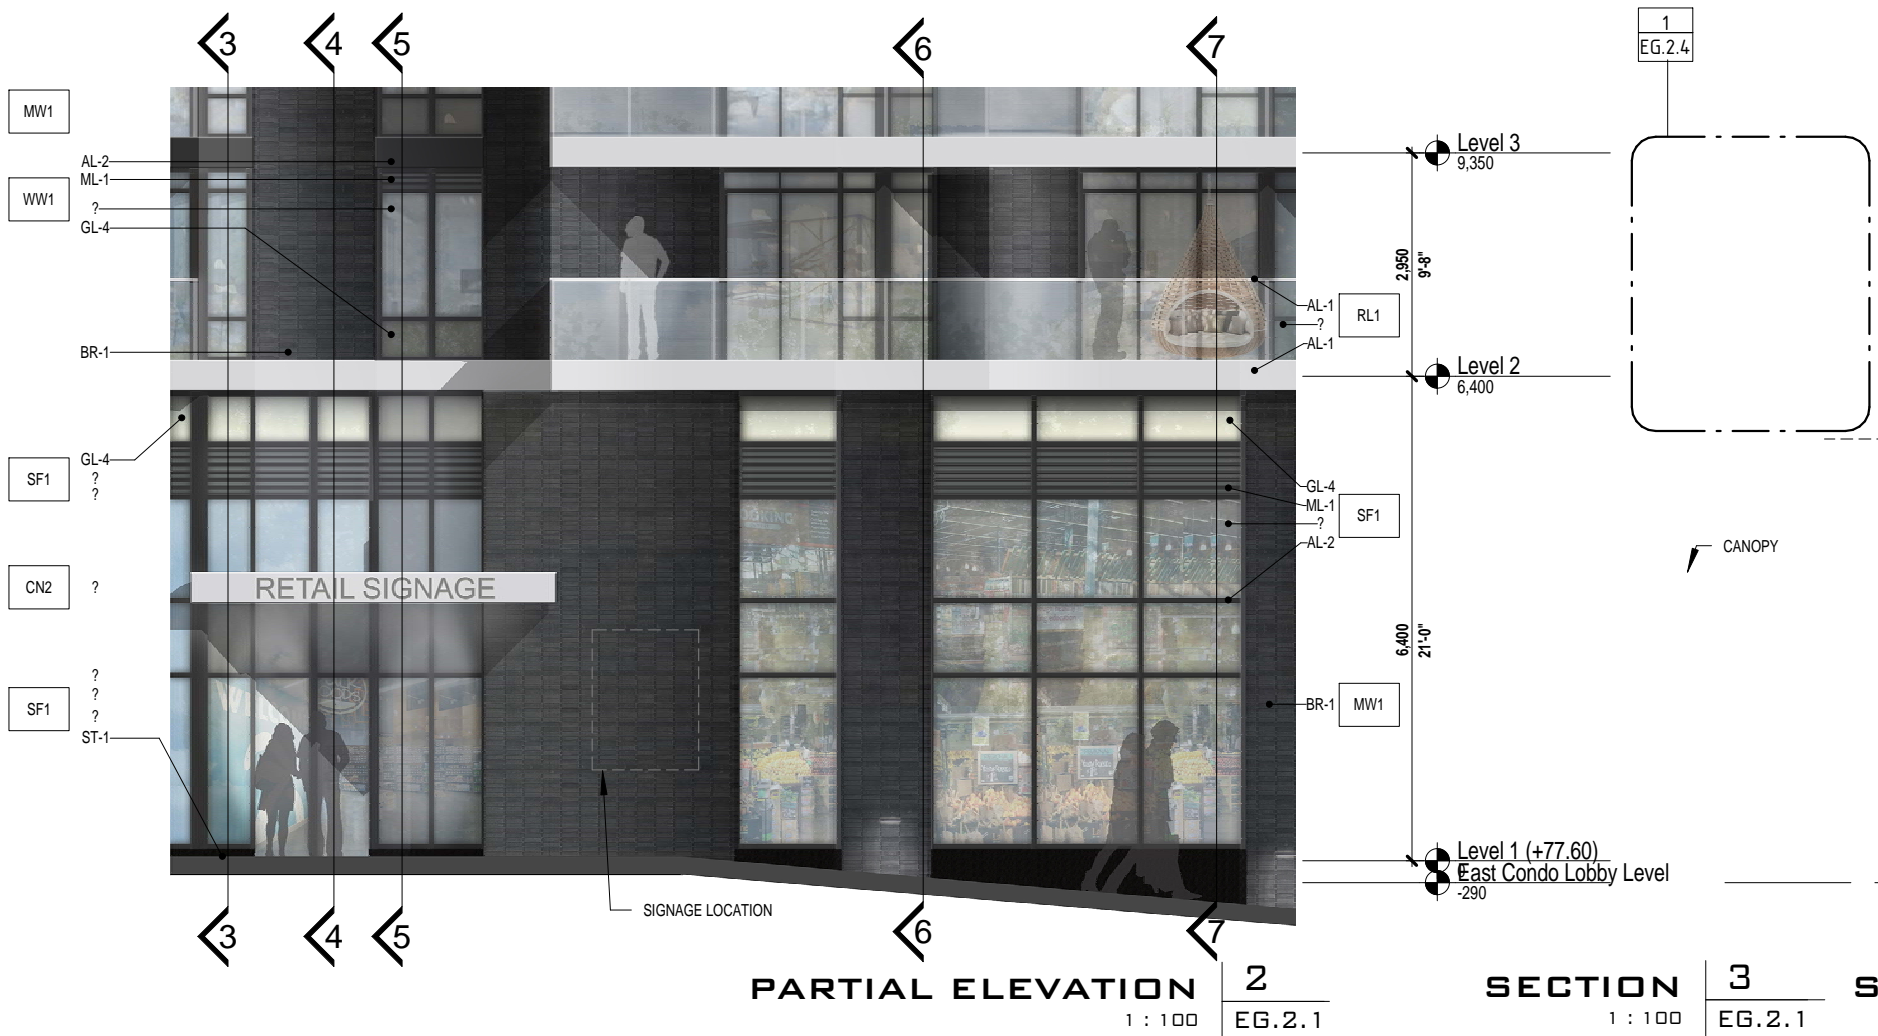 3
4
5
6
7
1
EG.2.4
MW1
AL-2
ML-1
WW1
?
GL-4
BR-1
GL-4
SF1
?
?
CN2
?
?
?
SF1
?
ST-1
RETAIL SIGNAGE
SIGNAGE LOCATION
AL-1
?
RL1
AL-1
GL-4
ML-1
SF1
?
AL-2
BR-1
MW1
Level 3
9,350
2,950
9'-8"
Level 2
6,400
6,400
21'-0"
Level 1 (+77.60)
0
East Condo Lobby Level
-290
CANOPY
3
4
5
6
7
PARTIAL ELEVATION
1 : 100
2
EG.2.1
SECTION
1 : 100
3
EG.2.1
S